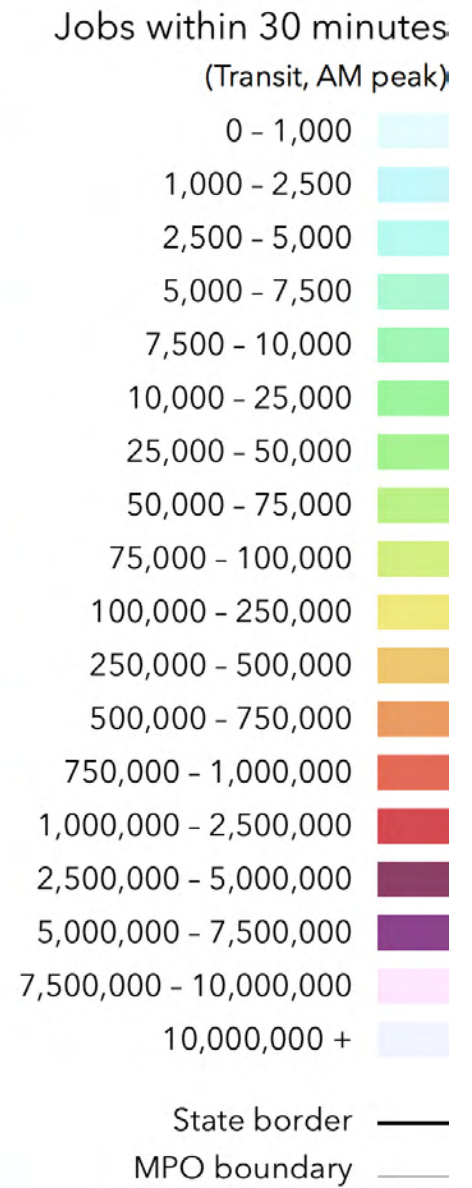 Jobs within 30 minutes
(Transit, AM peak)
0 – 1,000
1,000 – 2,500
2,500 – 5,000
5,000 – 7,500
7,500 – 10,000
10,000 – 25,000
25,000 – 50,000
50,000 – 75,000
75,000 – 100,000
100,000 – 250,000
250,000 – 500,000
500,000 – 750,000
750,000 – 1,000,000
1,000,000 – 2,500,000
2,500,000 – 5,000,000
5,000,000 – 7,500,000
7,500,000 – 10,000,000
10,000,000 +
State border
MPO boundary